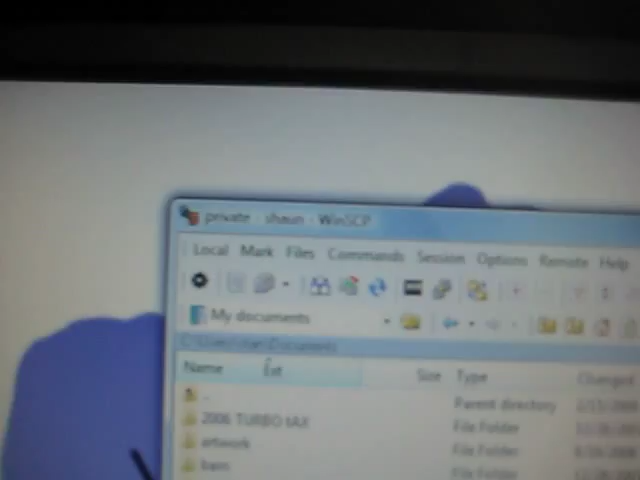 private - shaun - WinSCP
Local Mark Files Commands Session Options Remote Help
My documents
Name Ext Size Type Changed
..
Parent directory
2006 TURBO tAX File Folder
artwork File Folder
File Folder